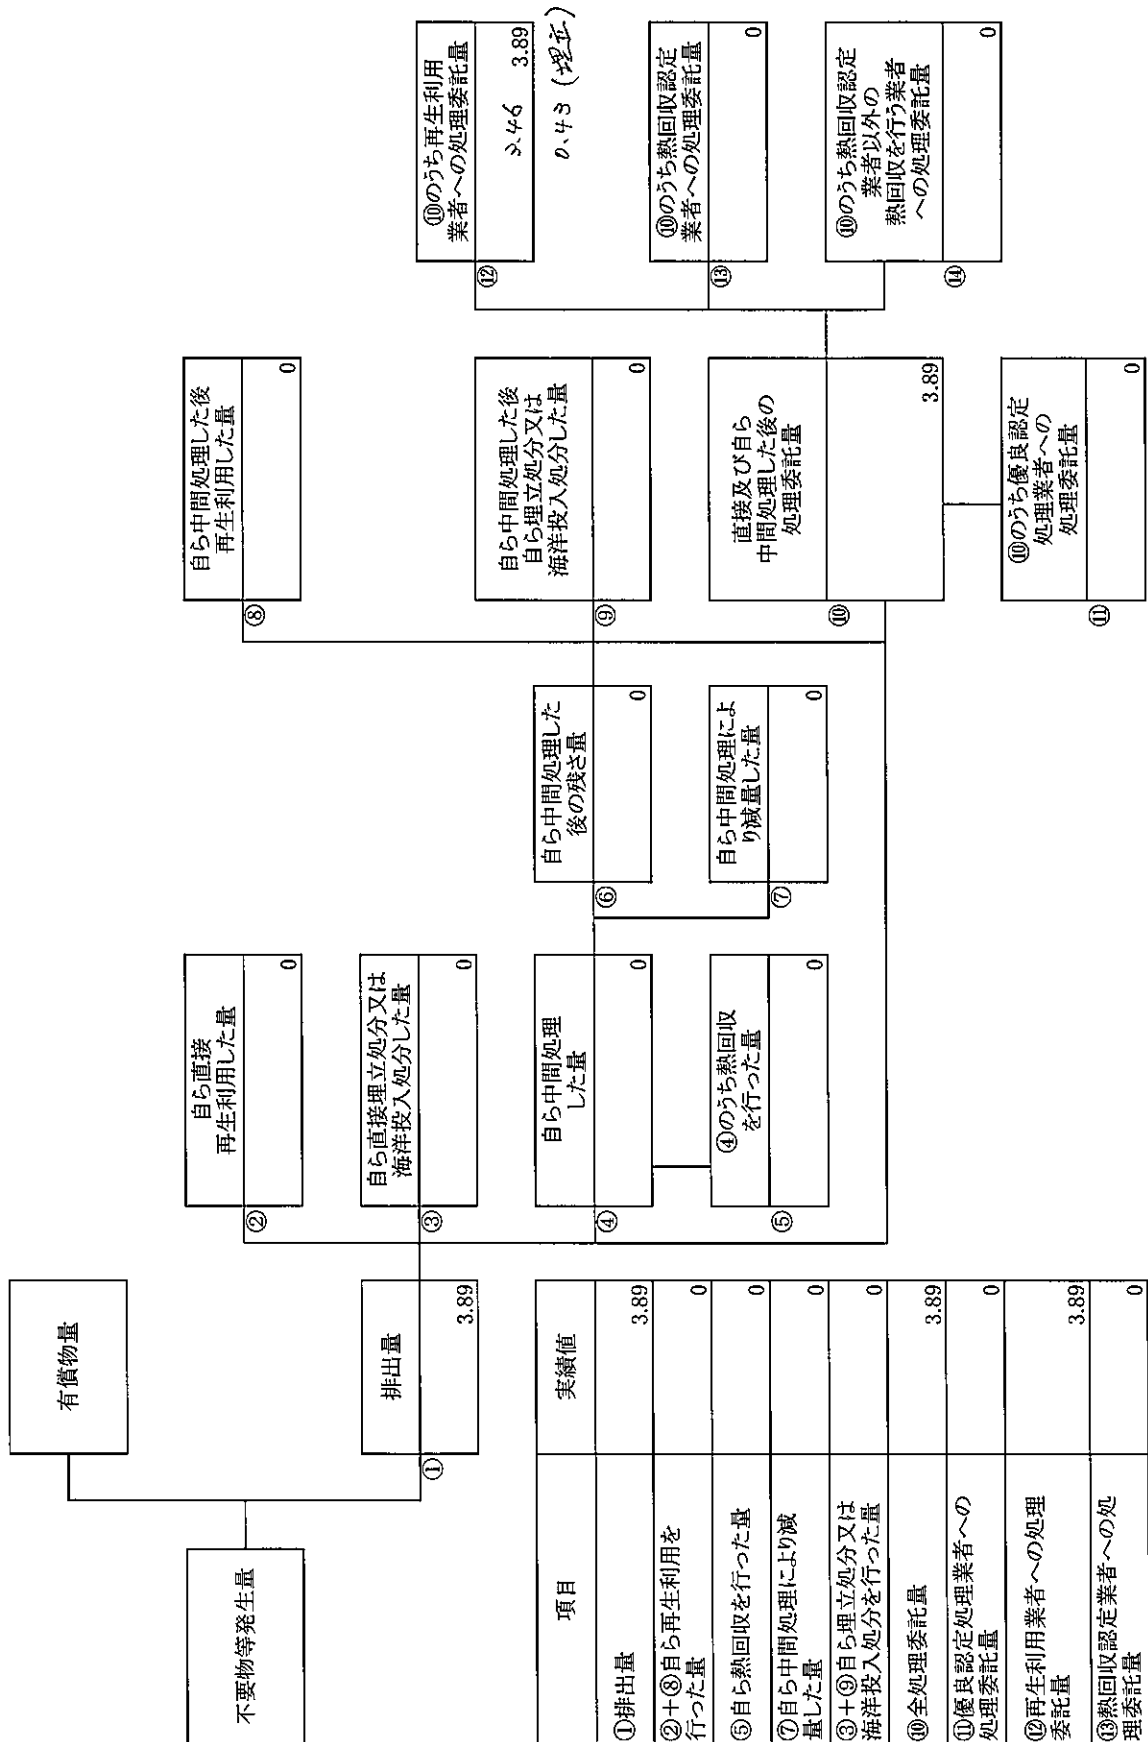 不要物等発生量
有償物量
①
排出量
3.89
②
自ら直接
再生利用した量
0
③
自ら直接埋立処分又は
海洋投入処分した量
0
④
自ら中間処理
した量
0
⑤
④のうち熱回収
を行った量
0
⑥
自ら中間処理した
後の残さ量
0
⑦
自ら中間処理によ
り減量した量
0
⑧
自ら中間処理した後
再生利用した量
0
⑨
自ら中間処理した後
自ら埋立処分又は
海洋投入処分した量
0
⑩
直接及び自ら
中間処理した後の
処理委託量
3.89
⑪
⑩のうち優良認定
処理業者への
処理委託量
0
⑫
⑩のうち再生利用
業者への処理委託量
3.89
3.46
0.43 (埋立)
⑬
⑩のうち熱回収認定
業者への処理委託量
0
⑭
⑩のうち熱回収認定
業者以外の
熱回収を行う業者
への処理委託量
0
項目 実績値
①排出量 3.89
②+⑧自ら再生利用を
行った量 0
⑤自ら熱回収を行った量 0
⑦自ら中間処理により減
量した量 0
③+⑨自ら埋立処分又は
海洋投入処分を行った量 0
⑩全処理委託量 3.89
⑪優良認定処理業者への
処理委託量 0
⑫再生利用業者への処理
委託量 3.89
⑬熱回収認定業者への処
理委託量 0